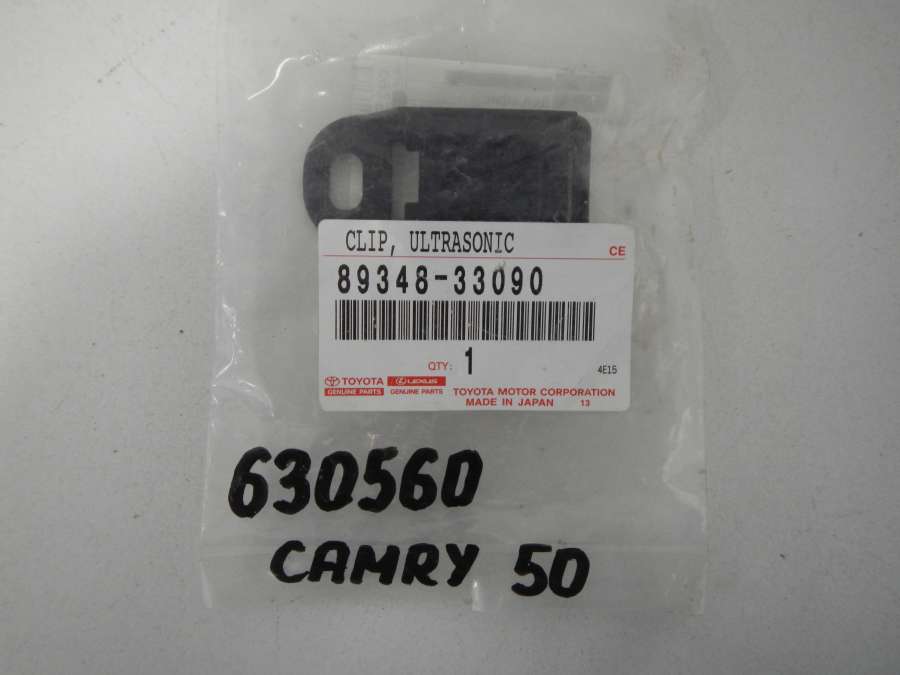 CLIP, ULTRASONIC
CE
89348-33090
QTY: 1
4E15
TOYOTA LEXUS TOYOTA MOTOR CORPORATION
GENUINE PARTS GENUINE PARTS MADE IN JAPAN 13
630560
CAMRY 50